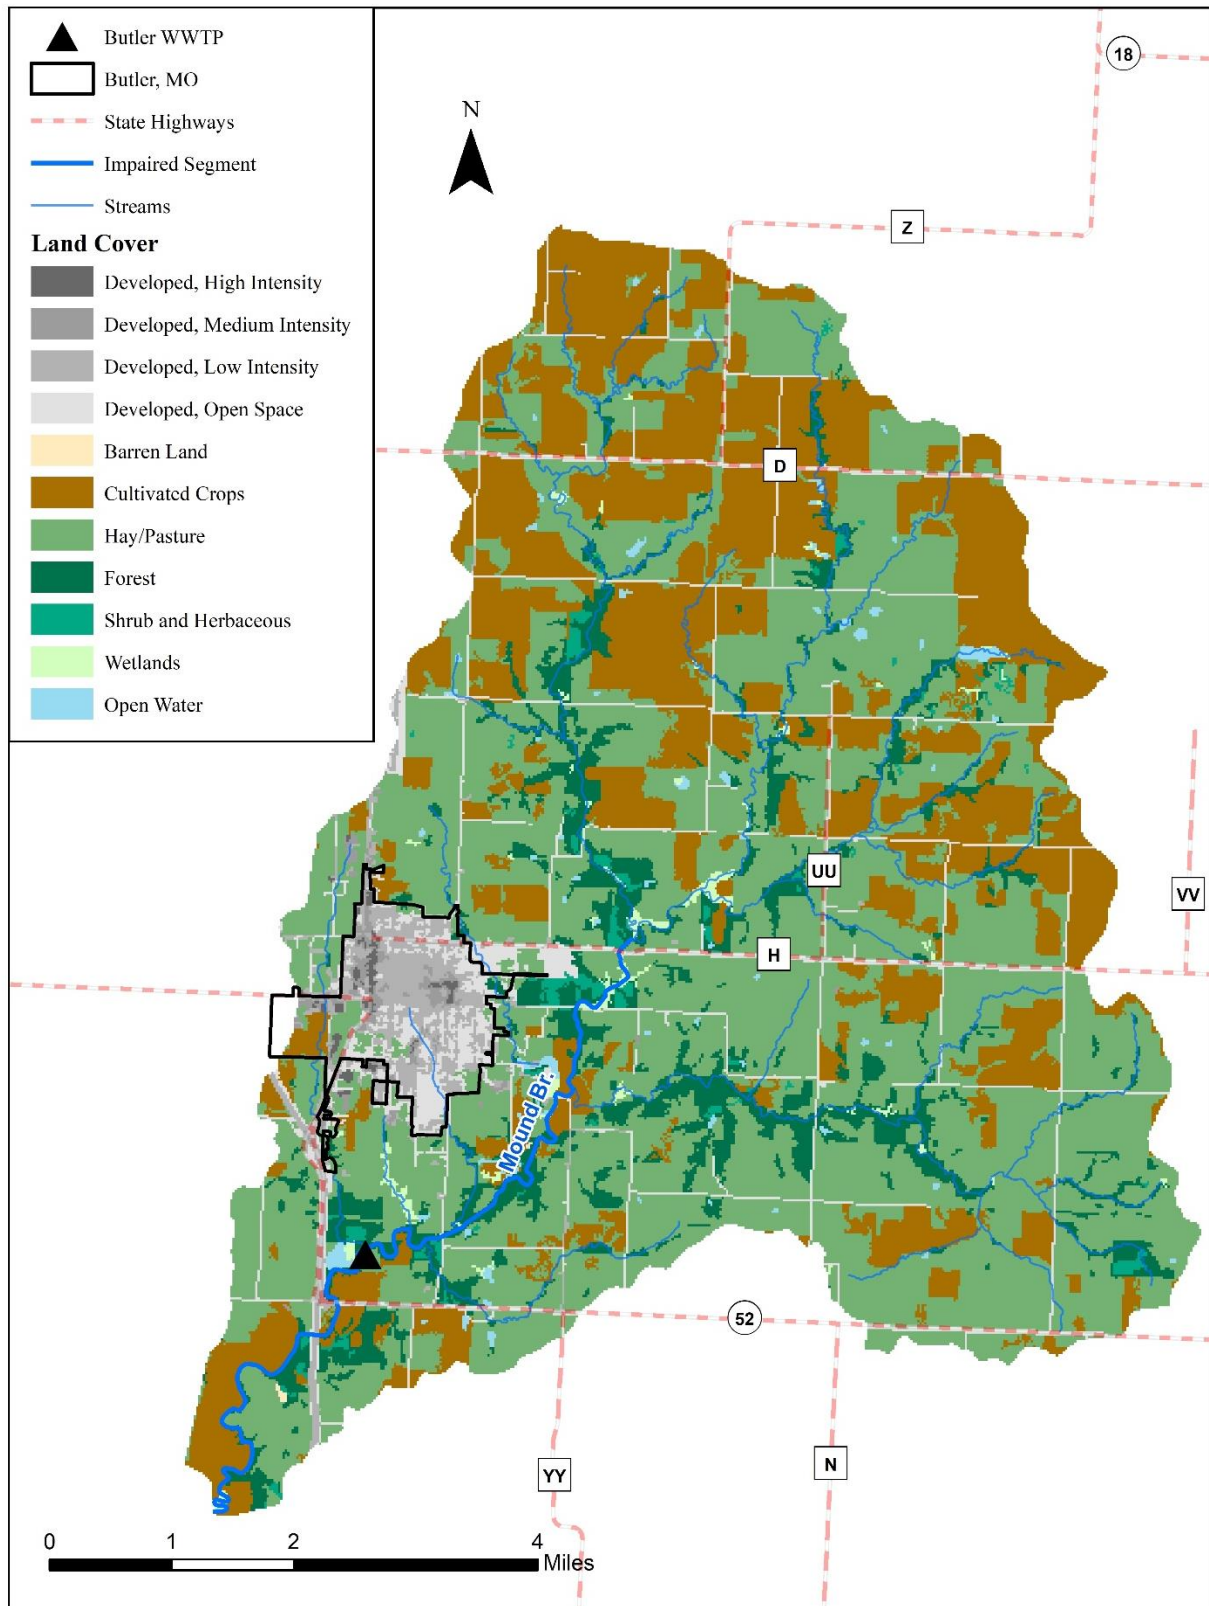 Butler WWTP
Butler, MO
State Highways
Impaired Segment
Streams
Land Cover
Developed, High Intensity
Developed, Medium Intensity
Developed, Low Intensity
Developed, Open Space
Barren Land
Cultivated Crops
Hay/Pasture
Forest
Shrub and Herbaceous
Wetlands
Open Water
N
18
Z
D
UU
VV
H
Mound Br.
52
YY
N
0 1 2 4
Miles